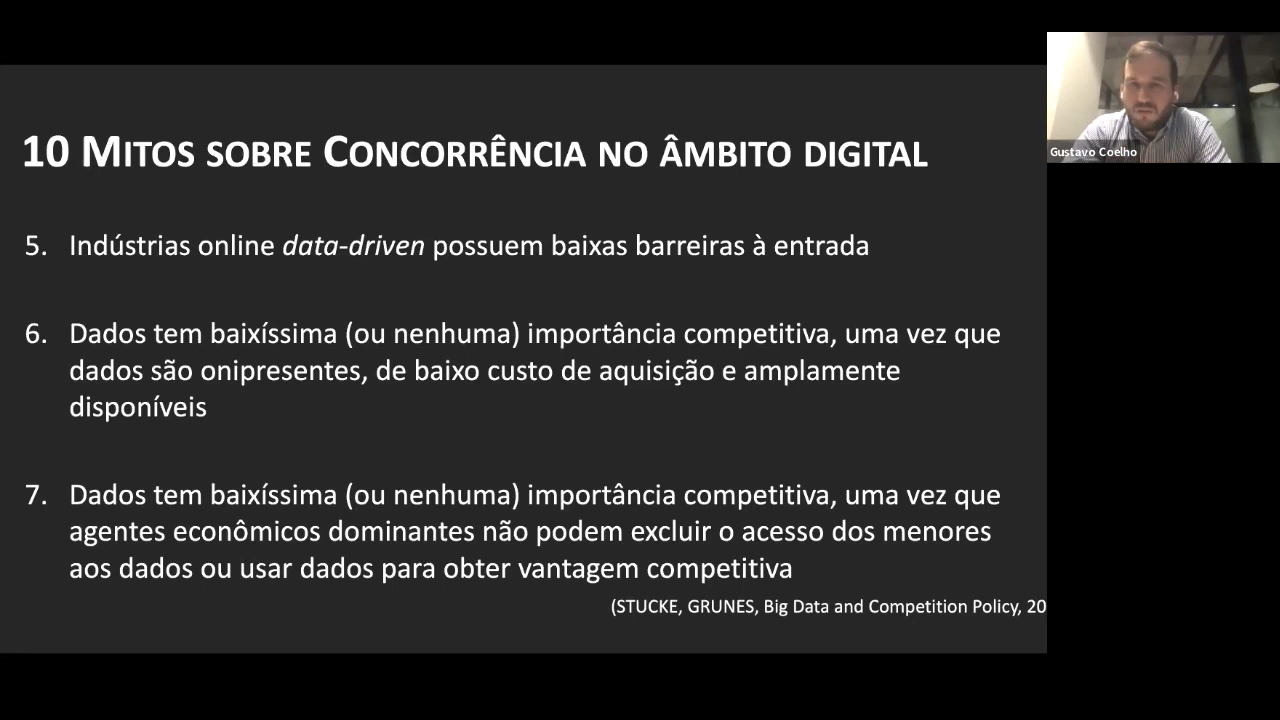 10 MITOS SOBRE CONCORRÊNCIA NO ÂMBITO DIGITAL
5. Indústrias online data-driven possuem baixas barreiras à entrada
6. Dados tem baixíssima (ou nenhuma) importância competitiva, uma vez que
dados são onipresentes, de baixo custo de aquisição e amplamente
disponíveis
7. Dados tem baixíssima (ou nenhuma) importância competitiva, uma vez que
agentes econômicos dominantes não podem excluir o acesso dos menores
aos dados ou usar dados para obter vantagem competitiva
(STUCKE, GRUNES, Big Data and Competition Policy, 20
Gustavo Coelho